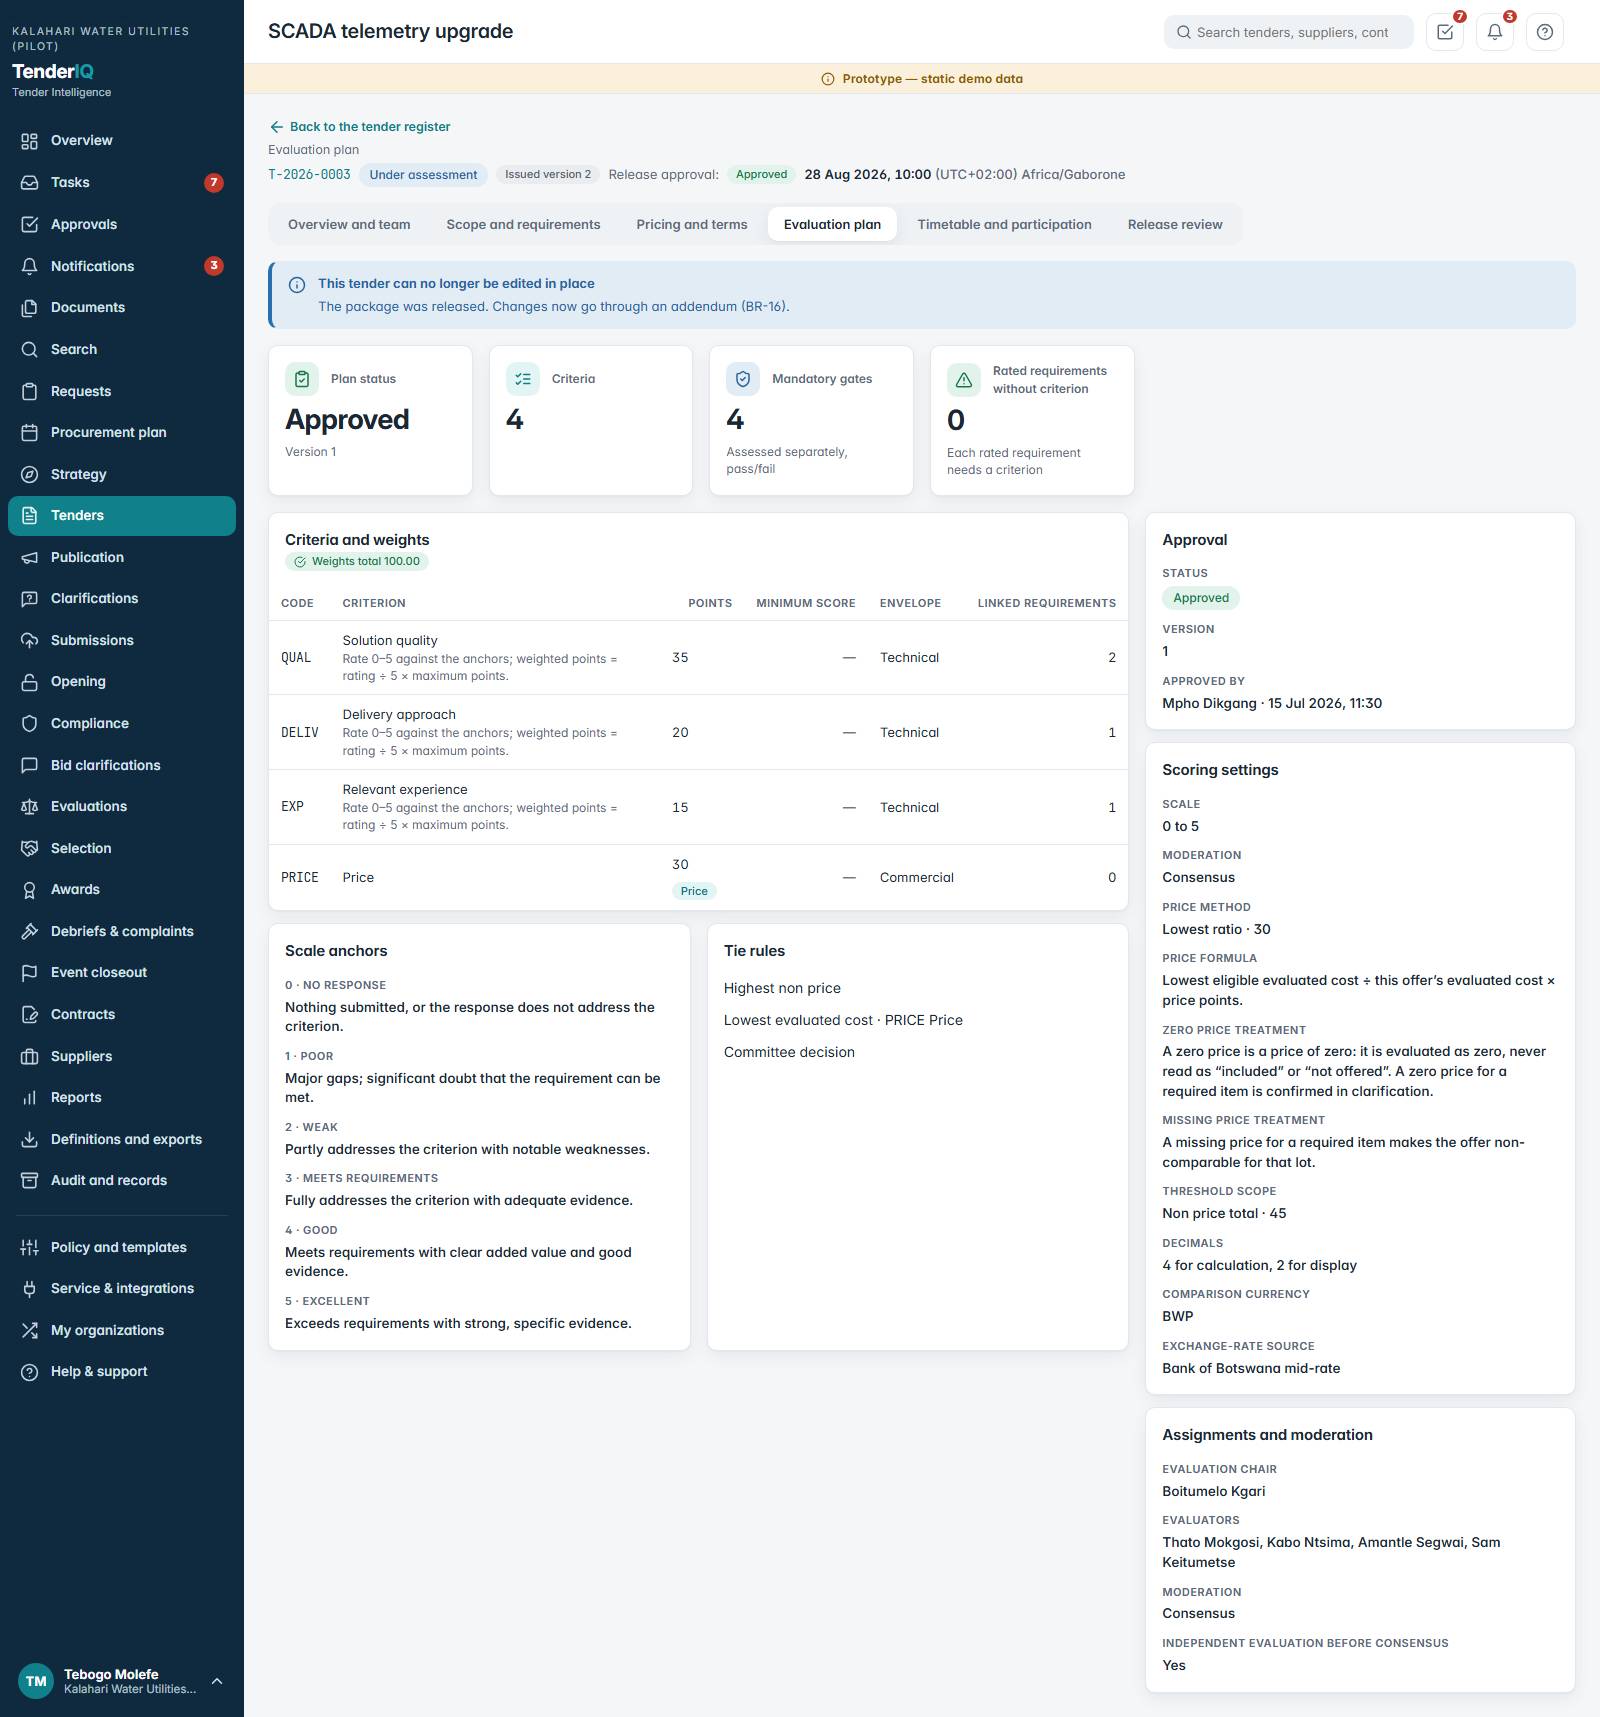 KALAHARI WATER UTILITIES
(PILOT)
TenderIQ
Tender Intelligence
Overview
Tasks 7
Approvals
Notifications 3
Documents
Search
Requests
Procurement plan
Strategy
Tenders
Publication
Clarifications
Submissions
Opening
Compliance
Bid clarifications
Evaluations
Selection
Awards
Debriefs & complaints
Event closeout
Contracts
Suppliers
Reports
Definitions and exports
Audit and records
Policy and templates
Service & integrations
My organizations
Help & support
TM
Tebogo Molefe
Kalahari Water Utilities...
SCADA telemetry upgrade
Search tenders, suppliers, cont
7
3
Prototype — static demo data
Back to the tender register
Evaluation plan
T-2026-0003 Under assessment Issued version 2 Release approval: Approved 28 Aug 2026, 10:00 (UTC+02:00) Africa/Gaborone
Overview and team Scope and requirements Pricing and terms Evaluation plan Timetable and participation Release review
This tender can no longer be edited in place
The package was released. Changes now go through an addendum (BR-16).
Plan status
Approved
Version 1
Criteria
4
Mandatory gates
4
Assessed separately,
pass/fail
Rated requirements
without criterion
0
Each rated requirement
needs a criterion
Criteria and weights
Weights total 100.00
CODE CRITERION POINTS MINIMUM SCORE ENVELOPE LINKED REQUIREMENTS
QUAL Solution quality
Rate 0–5 against the anchors; weighted points =
rating ÷ 5 × maximum points.
35 — Technical 2
DELIV Delivery approach
Rate 0–5 against the anchors; weighted points =
rating ÷ 5 × maximum points.
20 — Technical 1
EXP Relevant experience
Rate 0–5 against the anchors; weighted points =
rating ÷ 5 × maximum points.
15 — Technical 1
PRICE Price 30 — Commercial 0
Price
Scale anchors
0 · NO RESPONSE
Nothing submitted, or the response does not address the
criterion.
1 · POOR
Major gaps; significant doubt that the requirement can be
met.
2 · WEAK
Partly addresses the criterion with notable weaknesses.
3 · MEETS REQUIREMENTS
Fully addresses the criterion with adequate evidence.
4 · GOOD
Meets requirements with clear added value and good
evidence.
5 · EXCELLENT
Exceeds requirements with strong, specific evidence.
Tie rules
Highest non price
Lowest evaluated cost · PRICE Price
Committee decision
Approval
STATUS
Approved
VERSION
1
APPROVED BY
Mpho Dikgang · 15 Jul 2026, 11:30
Scoring settings
SCALE
0 to 5
MODERATION
Consensus
PRICE METHOD
Lowest ratio · 30
PRICE FORMULA
Lowest eligible evaluated cost ÷ this offer’s evaluated cost ×
price points.
ZERO PRICE TREATMENT
A zero price is a price of zero: it is evaluated as zero, never
read as “included” or “not offered”. A zero price for a
required item is confirmed in clarification.
MISSING PRICE TREATMENT
A missing price for a required item makes the offer non-
comparable for that lot.
THRESHOLD SCOPE
Non price total · 45
DECIMALS
4 for calculation, 2 for display
COMPARISON CURRENCY
BWP
EXCHANGE-RATE SOURCE
Bank of Botswana mid-rate
Assignments and moderation
EVALUATION CHAIR
Boitumelo Kgari
EVALUATORS
Thato Mokgosi, Kabo Ntsima, Amantle Segwai, Sam
Keitumetse
MODERATION
Consensus
INDEPENDENT EVALUATION BEFORE CONSENSUS
Yes